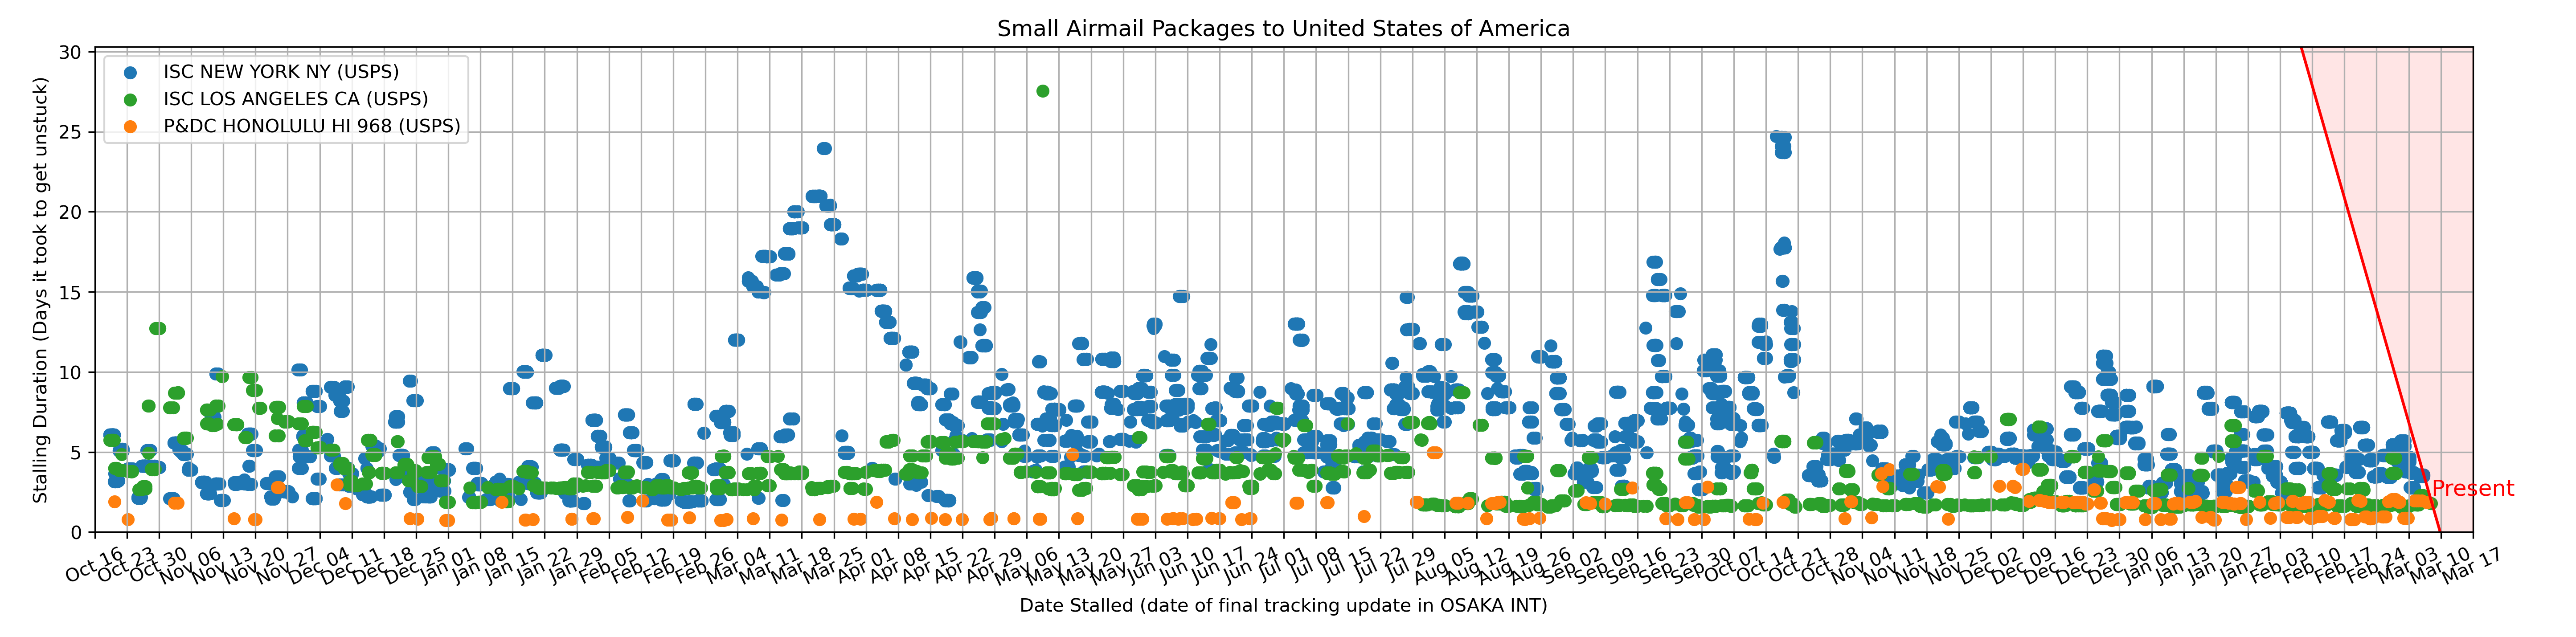 Small Airmail Packages to United States of America
ISC NEW YORK NY (USPS)
ISC LOS ANGELES CA (USPS)
P&DC HONOLULU HI 968 (USPS)
Stalling Duration (Days it took to get unstuck)
30
25
20
15
10
5
0
Present
Oct 16 Oct 23 Oct 30 Nov 06 Nov 13 Nov 20 Nov 27 Dec 04 Dec 11 Dec 18 Dec 25 Jan 01 Jan 08 Jan 15 Jan 22 Jan 29 Feb 05 Feb 12 Feb 19 Feb 26 Mar 04 Mar 11 Mar 18 Mar 25 Apr 01 Apr 08 Apr 15 Apr 22 Apr 29 May 06 May 13 May 20 May 27 Jun 03 Jun 10 Jun 17 Jun 24 Jul 01 Jul 08 Jul 15 Jul 22 Jul 29 Aug 05 Aug 12 Aug 19 Aug 26 Sep 02 Sep 09 Sep 16 Sep 23 Sep 30 Oct 07 Oct 14 Oct 21 Oct 28 Nov 04 Nov 11 Nov 18 Nov 25 Dec 02 Dec 09 Dec 16 Dec 23 Dec 30 Jan 06 Jan 13 Jan 20 Jan 27 Feb 03 Feb 10 Feb 17 Feb 24 Mar 03 Mar 10 Mar 17
Date Stalled (date of final tracking update in OSAKA INT)